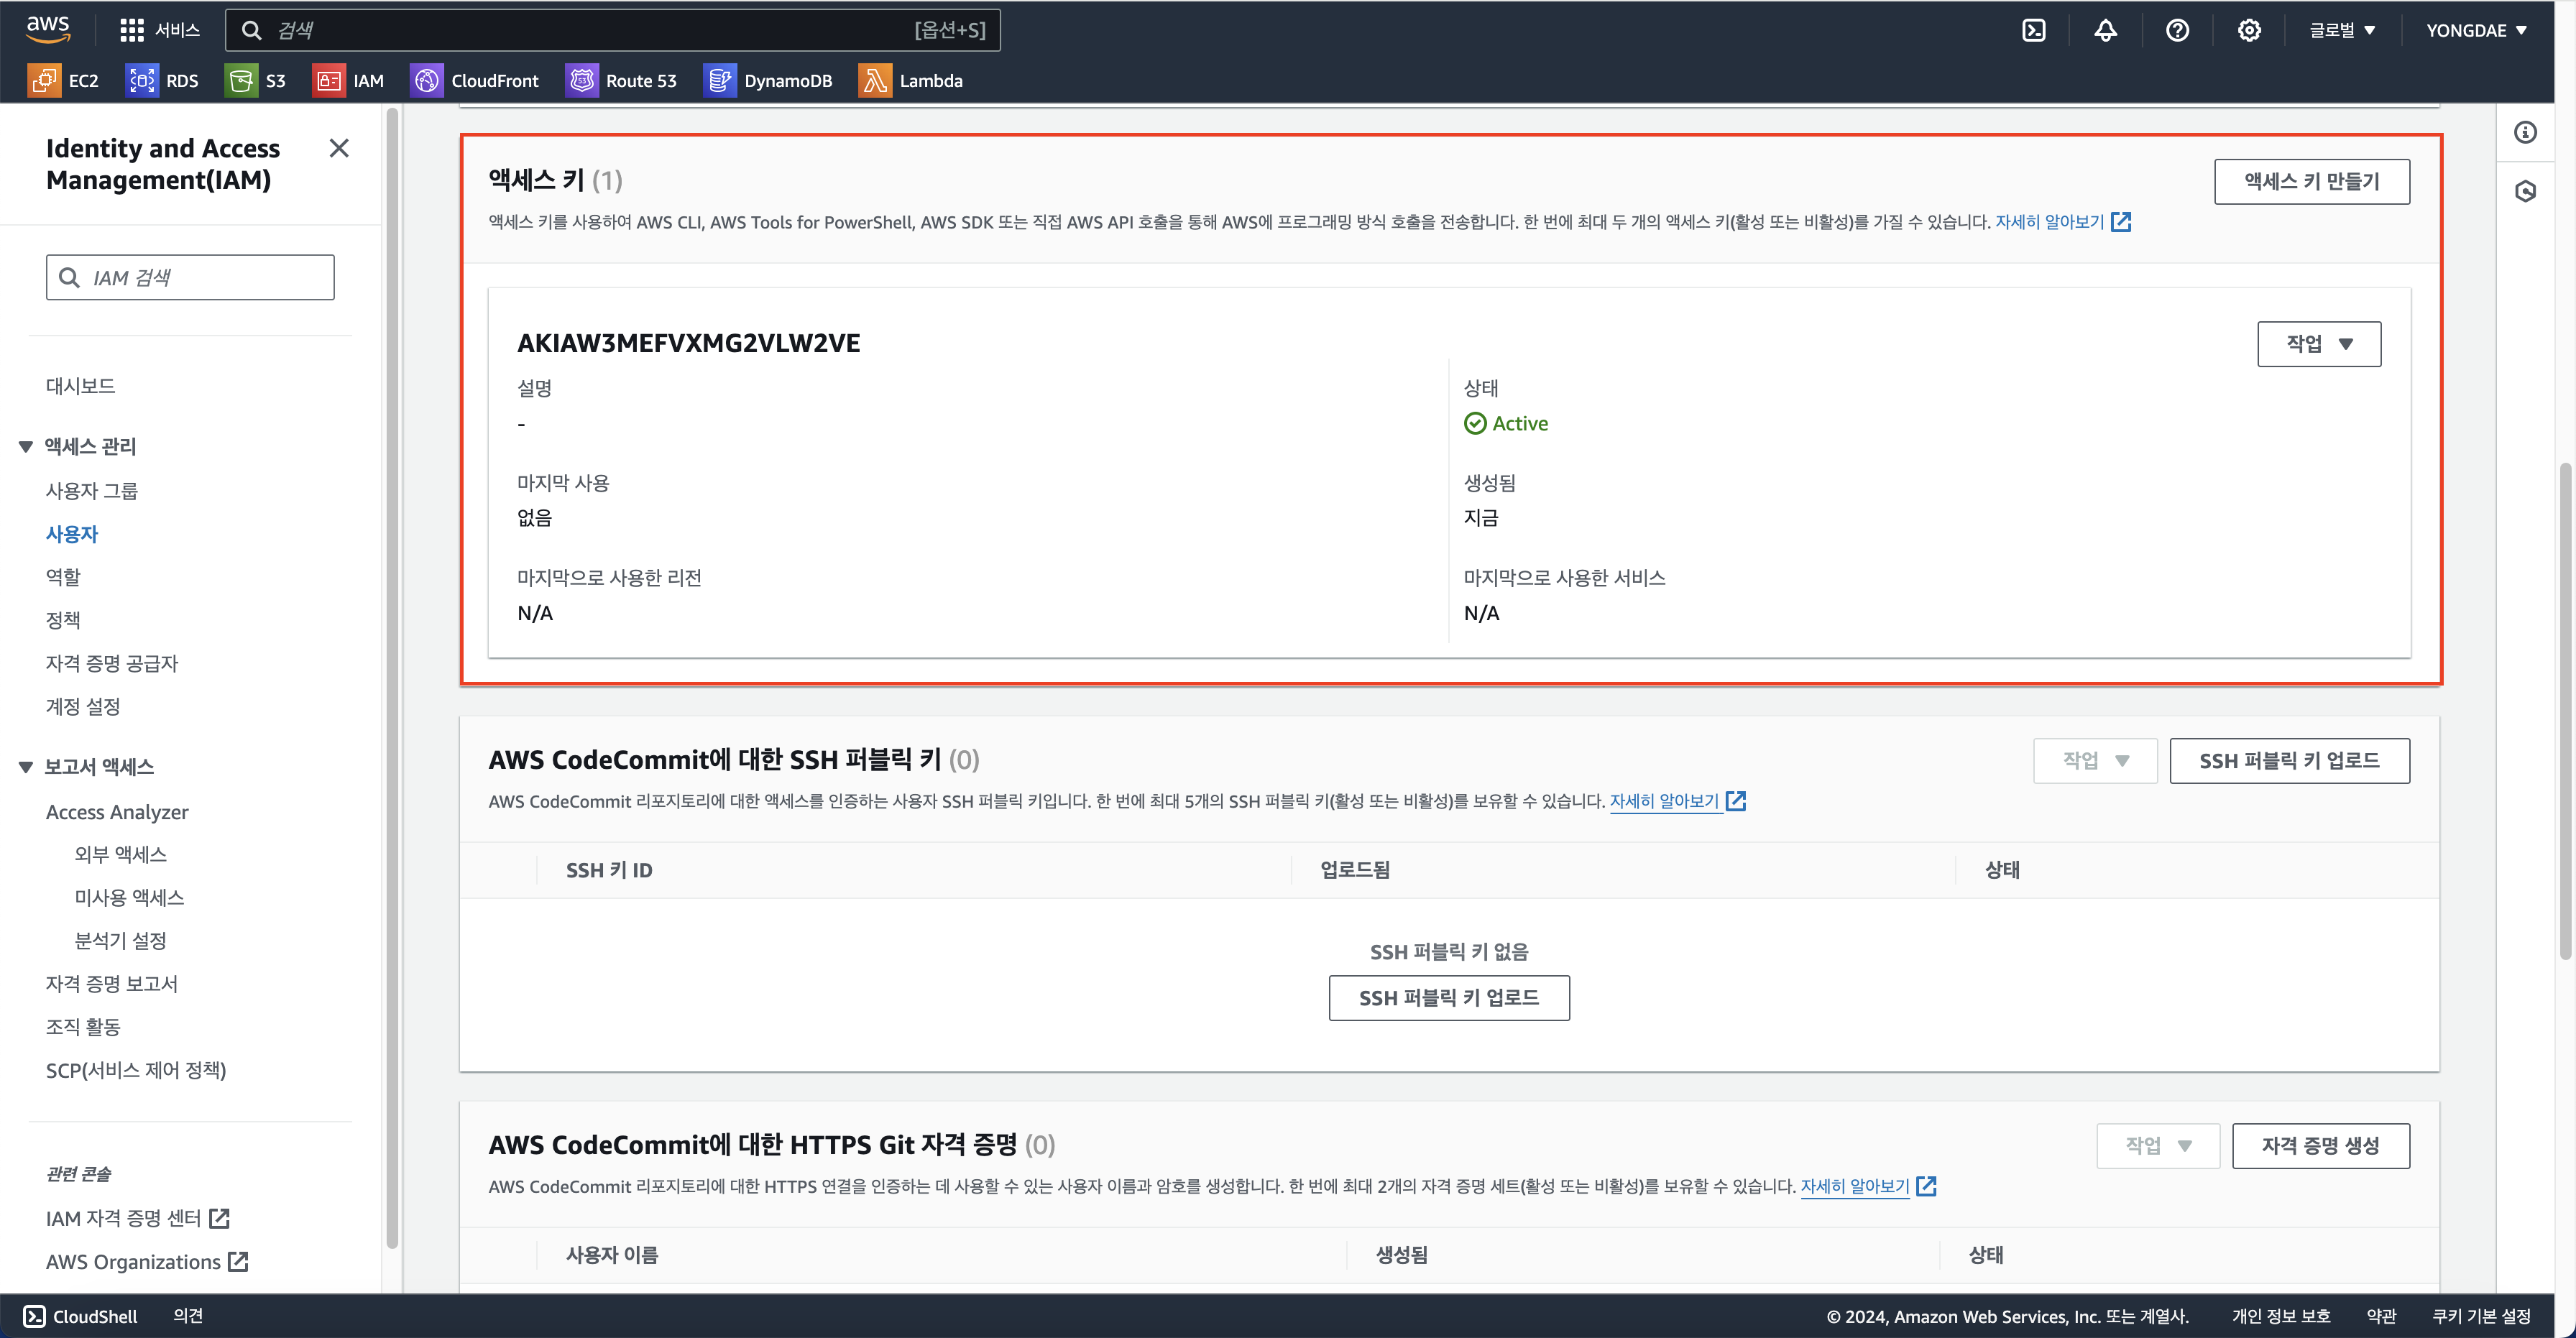 aws
서비스
검색
[옵션+S]
글로벌 ▼
YONGDAE ▼
EC2
RDS
S3
IAM
CloudFront
Route 53
DynamoDB
Lambda
Identity and Access
Management(IAM)
IAM 검색
대시보드
▼ 액세스 관리
사용자 그룹
사용자
역할
정책
자격 증명 공급자
계정 설정
▼ 보고서 액세스
Access Analyzer
외부 액세스
미사용 액세스
분석기 설정
자격 증명 보고서
조직 활동
SCP(서비스 제어 정책)
관련 콘솔
IAM 자격 증명 센터
AWS Organizations
액세스 키 (1)
액세스 키 만들기
액세스 키를 사용하여 AWS CLI, AWS Tools for PowerShell, AWS SDK 또는 직접 AWS API 호출을 통해 AWS에 프로그래밍 방식 호출을 전송합니다. 한 번에 최대 두 개의 액세스 키(활성 또는 비활성)를 가질 수 있습니다. 자세히 알아보기
AKIAW3MEFVXMG2VLW2VE
작업 ▼
설명
-
상태
Active
마지막 사용
없음
생성됨
지금
마지막으로 사용한 리전
N/A
마지막으로 사용한 서비스
N/A
AWS CodeCommit에 대한 SSH 퍼블릭 키 (0)
작업 ▼
SSH 퍼블릭 키 업로드
AWS CodeCommit 리포지토리에 대한 액세스를 인증하는 사용자 SSH 퍼블릭 키입니다. 한 번에 최대 5개의 SSH 퍼블릭 키(활성 또는 비활성)를 보유할 수 있습니다. 자세히 알아보기
SSH 키 ID
업로드됨
상태
SSH 퍼블릭 키 없음
SSH 퍼블릭 키 업로드
AWS CodeCommit에 대한 HTTPS Git 자격 증명 (0)
작업 ▼
자격 증명 생성
AWS CodeCommit 리포지토리에 대한 HTTPS 연결을 인증하는 데 사용할 수 있는 사용자 이름과 암호를 생성합니다. 한 번에 최대 2개의 자격 증명 세트(활성 또는 비활성)를 보유할 수 있습니다. 자세히 알아보기
사용자 이름
생성됨
상태
CloudShell
의견
© 2024, Amazon Web Services, Inc. 또는 계열사.
개인 정보 보호
약관
쿠키 기본 설정